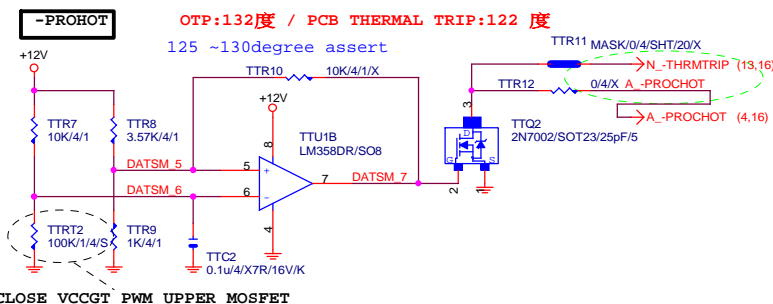 -PROHOT
OTP:132度 / PCB THERMAL TRIP:122 度
125 ~130degree assert
+12V
TTR7
10K/4/1
TTR8
3.57K/4/1
TTR10
10K/4/1/X
+12V
TTU1B
LM358DR/SO8
DATSM_5
DATSM_6
DATSM_7
5
6
7
8
4
+
-
TTRT2
100K/1/4/S
TTR9
1K/4/1
TTC2
0.1u/4/X7R/16V/K
TTR11
MASK/0/4/SHT/20/X
N_-THRMTRIP (13,16)
TTR12
0/4/X
A_-PROCHOT
A_-PROCHOT (4,16)
TTQ2
2N7002/SOT23/25pF/5
3
D
G
S
2
1
CLOSE VCCGT PWM UPPER MOSFET